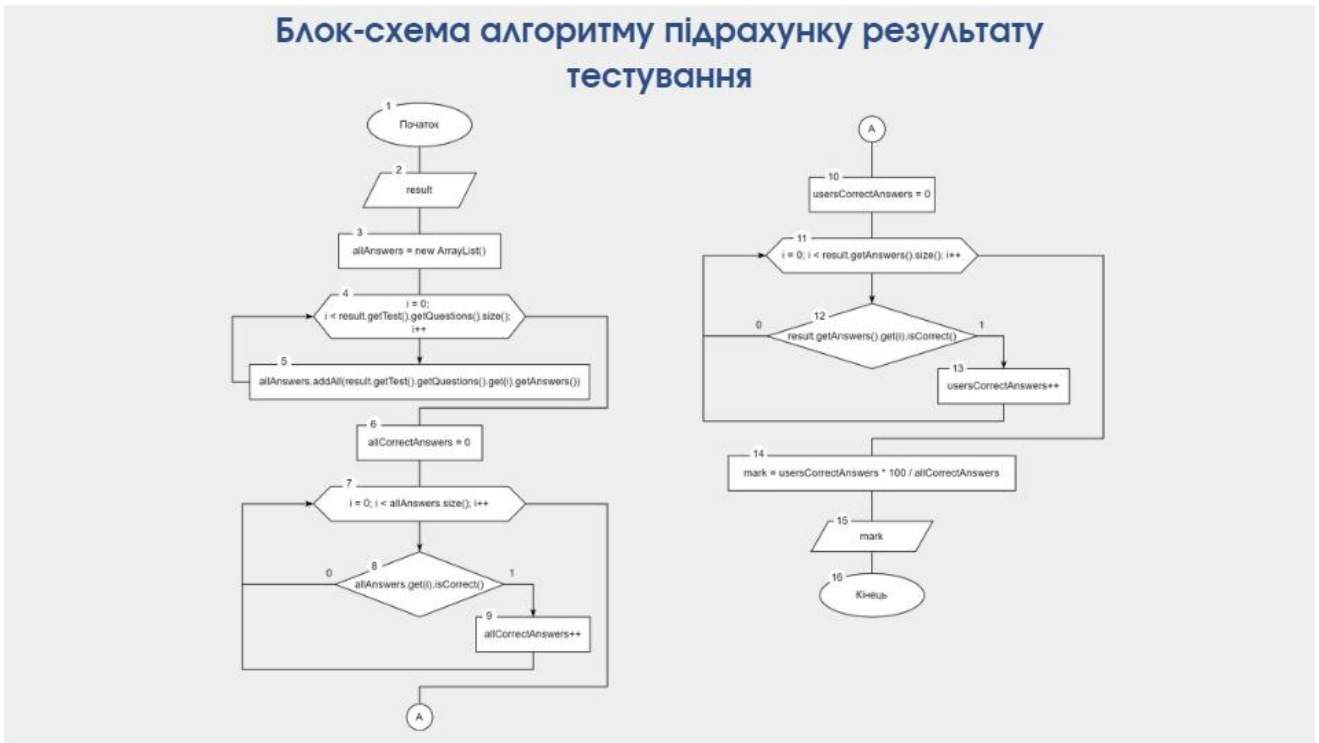 Блок-схема алгоритму підрахунку результату
тестування
1
Початок
2
result
3
allAnswers = new ArrayList()
4
i = 0;
i < result.getTest().getQuestions().size();
i++
5
allAnswers.addAll(result.getTest().getQuestions().get(i).getAnswers())
6
allCorrectAnswers = 0
7
i = 0; i < allAnswers.size(); i++
8
0
1
allAnswers.get(i).isCorrect()
9
allCorrectAnswers++
A
A
10
usersCorrectAnswers = 0
11
i = 0; i < result.getAnswers().size(); i++
12
0
1
result.getAnswers().get(i).isCorrect()
13
usersCorrectAnswers++
14
mark = usersCorrectAnswers * 100 / allCorrectAnswers
15
mark
16
Кінець